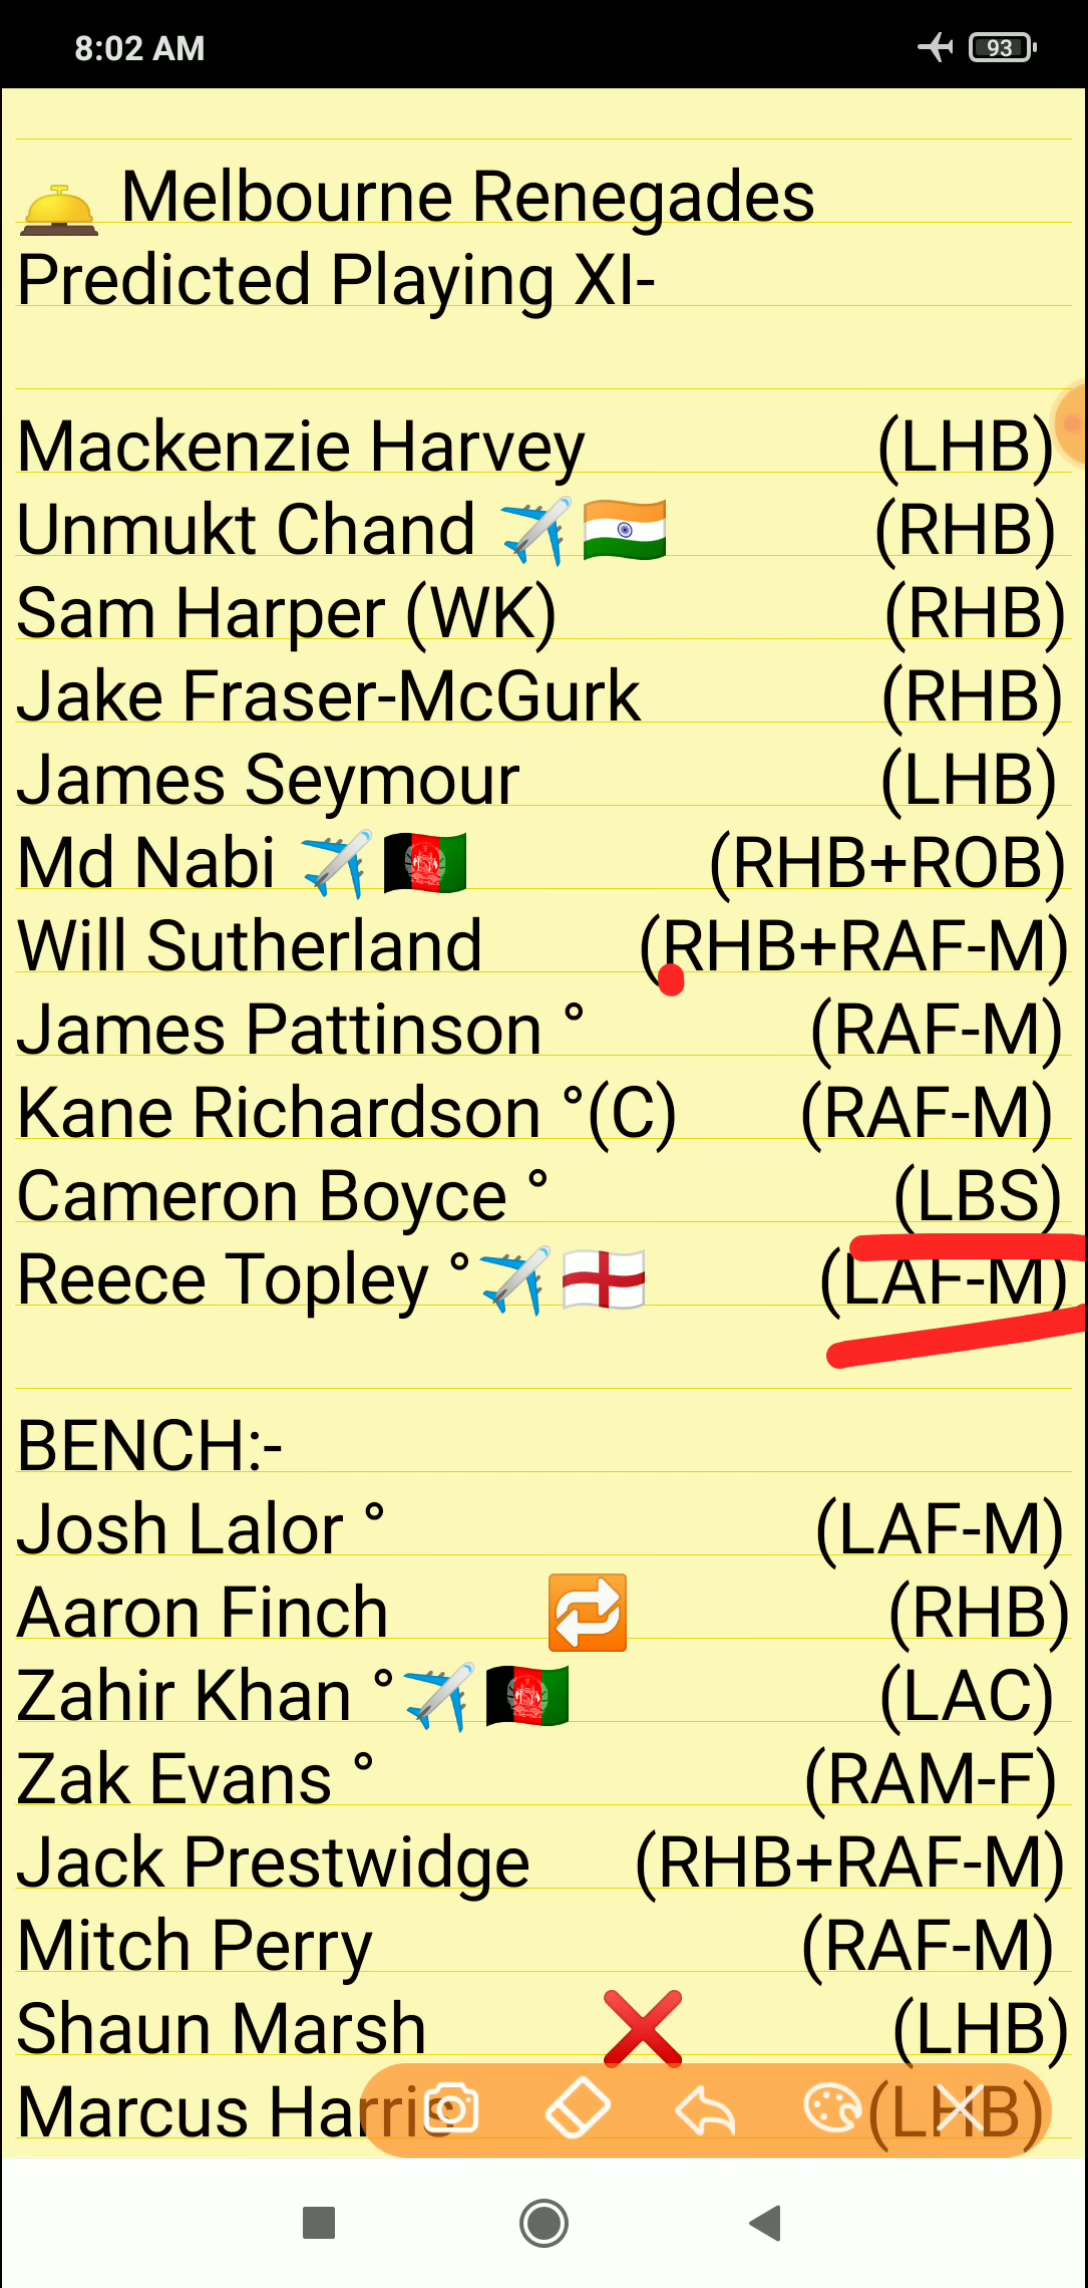 8:02 AM
93
🛎️ Melbourne Renegades
Predicted Playing XI-
Mackenzie Harvey (LHB)
Unmukt Chand ✈️🇮🇳 (RHB)
Sam Harper (WK) (RHB)
Jake Fraser-McGurk (RHB)
James Seymour (LHB)
Md Nabi ✈️🇦🇫 (RHB+ROB)
Will Sutherland (RHB+RAF-M)
James Pattinson ° (RAF-M)
Kane Richardson °(C) (RAF-M)
Cameron Boyce ° (LBS)
Reece Topley °✈️🏴󠁧󠁢󠁥󠁮󠁧󠁿 (LAF-M)
BENCH:-
Josh Lalor ° (LAF-M)
Aaron Finch 🔁 (RHB)
Zahir Khan °✈️🇦🇫 (LAC)
Zak Evans ° (RAM-F)
Jack Prestwidge (RHB+RAF-M)
Mitch Perry (RAF-M)
Shaun Marsh ❌ (LHB)
Marcus Harris (LHB)